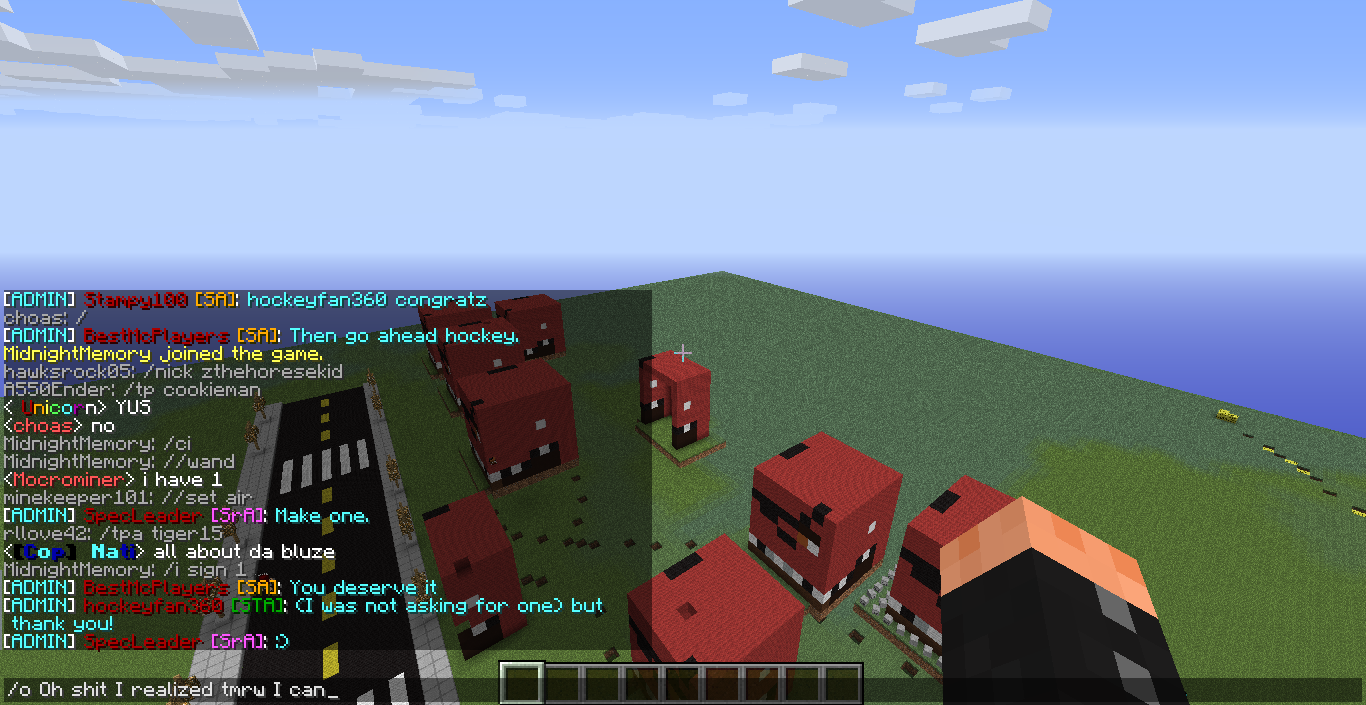 [ADMIN] Stampy100 [SA]: hockeyfan360 congratz
choas: /
[ADMIN] BestMcPlayers [SA]: Then go ahead hockey.
MidnightMemory joined the game.
hawksrock05: /nick zthehoresekid
A550Ender: /tp cookieman
< Unicorn> YUS
<choas> no
MidnightMemory: /ci
MidnightMemory: //wand
<Mocrominer> i have 1
minekeeper101: //set air
[ADMIN] SpecLeader [SrA]: Make one.
rllove42: /tpa tiger15
<[Cop] Nati> all about da bluze
MidnightMemory: /i sign 1
[ADMIN] BestMcPlayers [SA]: You deserve it
[ADMIN] hockeyfan360 [STA]: (I was not asking for one) but
thank you!
[ADMIN] SpecLeader [SrA]: :)
/o Oh shit I realized tmrw I can_